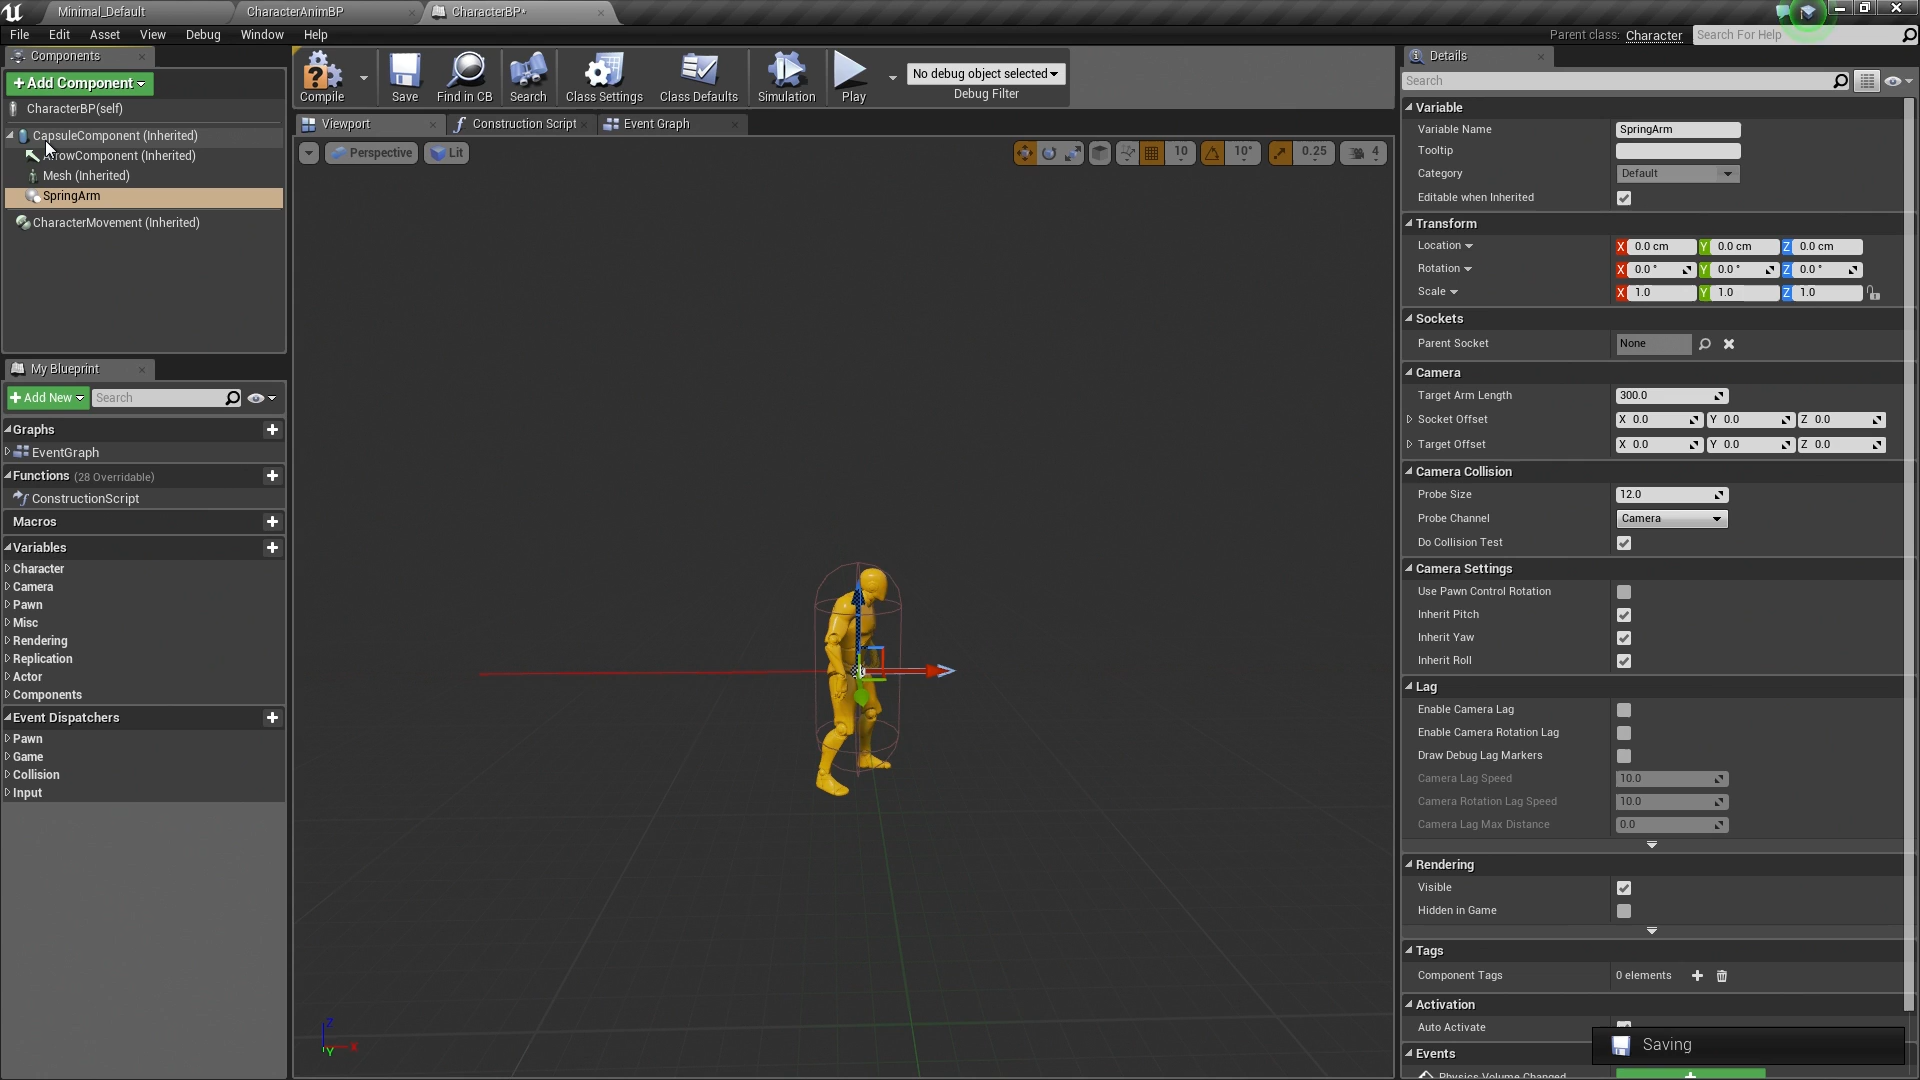 Minimal_Default
CharacterAnimBP
CharacterBP*
File
Edit
Asset
View
Debug
Window
Help
Parent class:
Character
Search For Help
Components
+Add Component
CharacterBP(self)
CapsuleComponent (Inherited)
ArrowComponent (Inherited)
Mesh (Inherited)
SpringArm
CharacterMovement (Inherited)
My Blueprint
+Add New
Search
Graphs
EventGraph
Functions (28 Overridable)
ConstructionScript
Macros
Variables
Character
Camera
Pawn
Misc
Rendering
Replication
Actor
Components
Event Dispatchers
Pawn
Game
Collision
Input
Compile
Save
Find in CB
Search
Class Settings
Class Defaults
Simulation
Play
No debug object selected
Debug Filter
Viewport
Construction Script
Event Graph
Perspective
Lit
10
10°
0.25
4
Z
X
Y
Details
Search
Variable
Variable Name
SpringArm
Tooltip
Category
Default
Editable when Inherited
Transform
Location
X 0.0 cm Y 0.0 cm Z 0.0 cm
Rotation
X 0.0 ° Y 0.0 ° Z 0.0 °
Scale
X 1.0 Y 1.0 Z 1.0
Sockets
Parent Socket
None
Camera
Target Arm Length
300.0
Socket Offset
X 0.0 Y 0.0 Z 0.0
Target Offset
X 0.0 Y 0.0 Z 0.0
Camera Collision
Probe Size
12.0
Probe Channel
Camera
Do Collision Test
Camera Settings
Use Pawn Control Rotation
Inherit Pitch
Inherit Yaw
Inherit Roll
Lag
Enable Camera Lag
Enable Camera Rotation Lag
Draw Debug Lag Markers
Camera Lag Speed
10.0
Camera Rotation Lag Speed
10.0
Camera Lag Max Distance
0.0
Rendering
Visible
Hidden in Game
Tags
Component Tags
0 elements
Activation
Auto Activate
Events
Physics Volume Changed
Saving